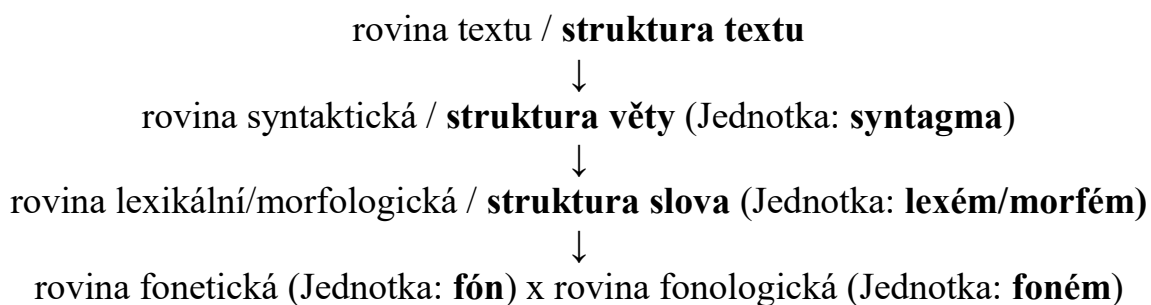 rovina textu / struktura textu
↓
rovina syntaktická / struktura věty (Jednotka: syntagma)
↓
rovina lexikální/morfologická / struktura slova (Jednotka: lexém/morfém)
↓
rovina fonetická (Jednotka: fón) x rovina fonologická (Jednotka: foném)